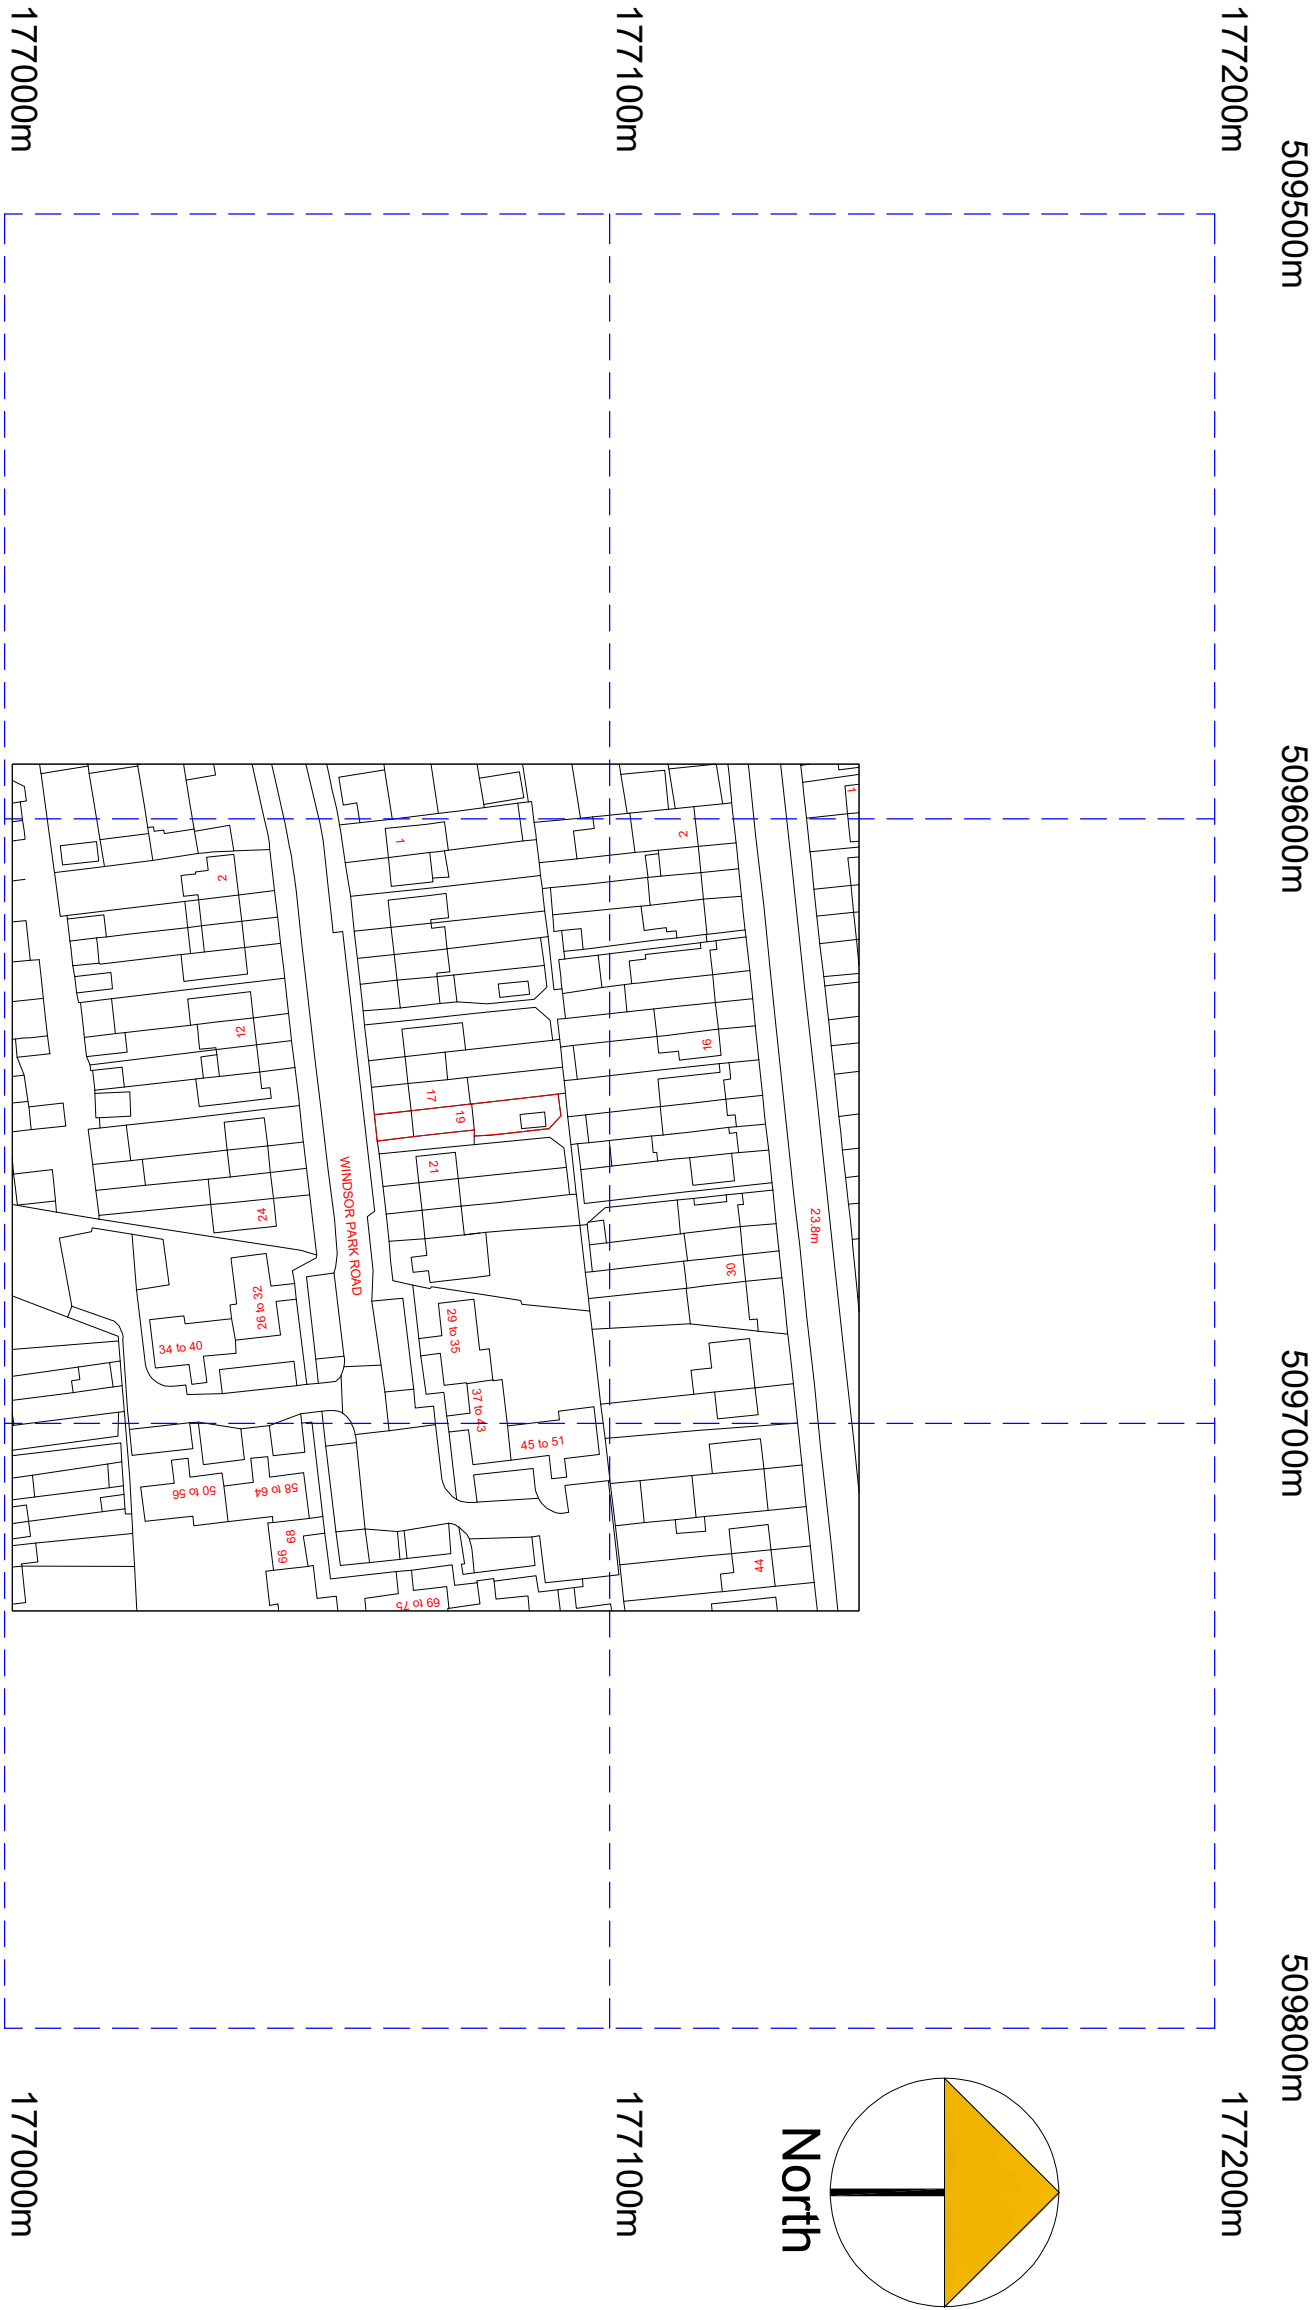 509500m
509600m
509700m
509800m
177200m
177200m
177100m
177100m
177000m
177000m
North
1
23.8m
2
16
30
44
1
17
19
21
29 to 35
37 to 43
45 to 51
WINDSOR PARK ROAD
2
12
24
26 to 32
34 to 40
50 to 56
58 to 64
66
68
69 to 75